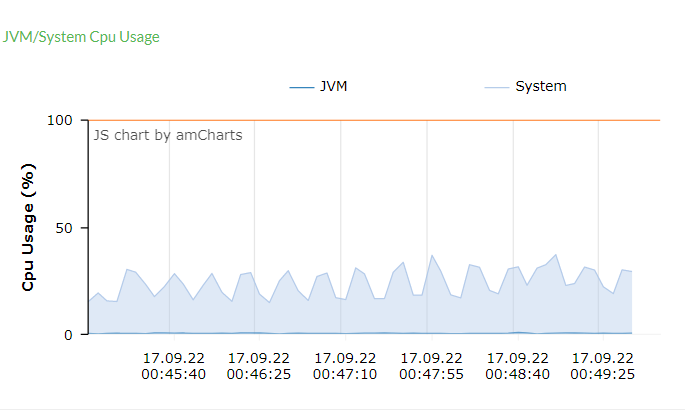 JVM/System Cpu Usage
JVM System
100
JS chart by amCharts
Cpu Usage (%)
50
0
17.09.22 17.09.22 17.09.22 17.09.22 17.09.22 17.09.22
00:45:40 00:46:25 00:47:10 00:47:55 00:48:40 00:49:25